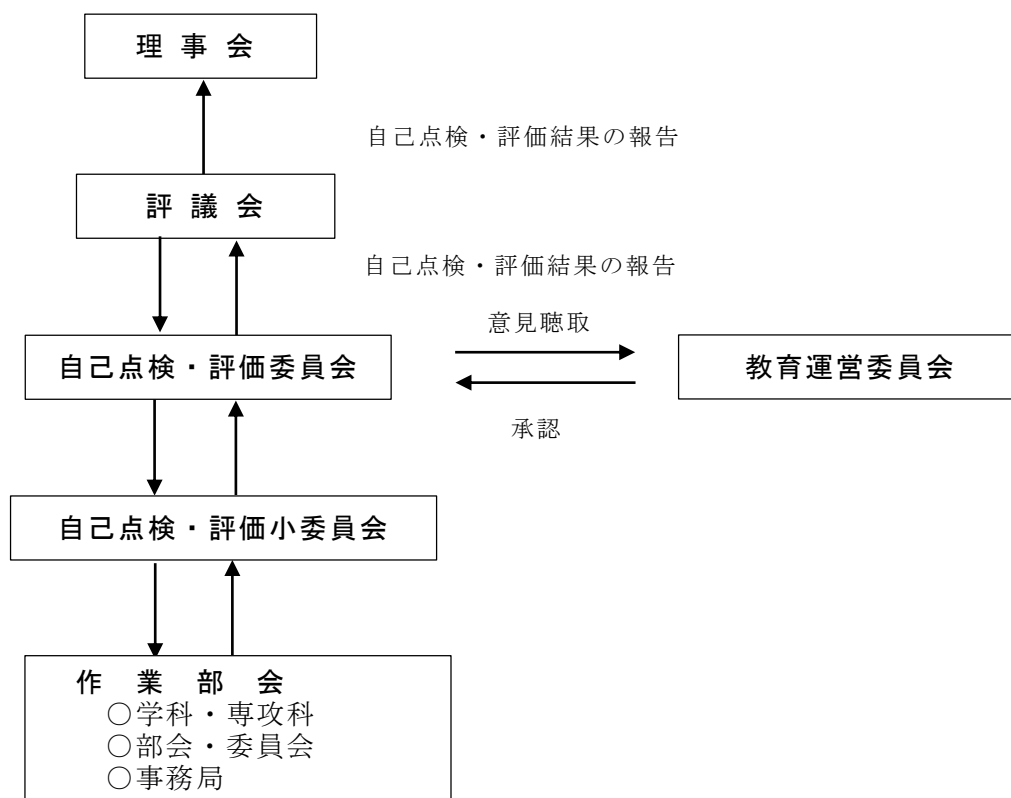 理 事 会
自己点検・評価結果の報告
評 議 会
自己点検・評価結果の報告
意見聴取
自己点検・評価委員会
教育運営委員会
承認
自己点検・評価小委員会
作 業 部 会
○学科・専攻科
○部会・委員会
○事務局